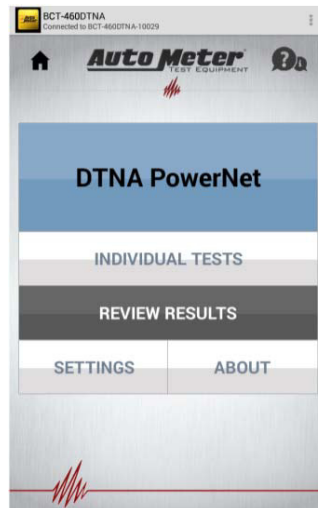 BCT-460DTNA
Connected to BCT-460DTNA-10029
Auto Meter
TEST EQUIPMENT
DTNA PowerNet
INDIVIDUAL TESTS
REVIEW RESULTS
SETTINGS ABOUT